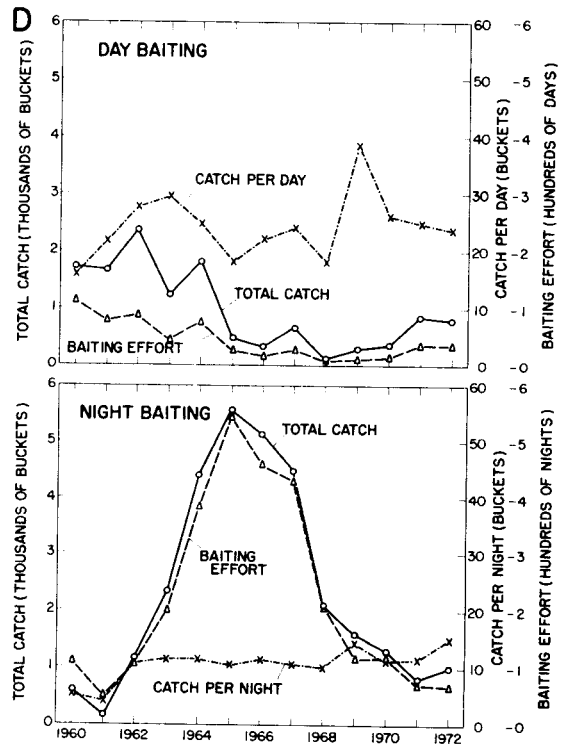 D
DAY BAITING
TOTAL CATCH (THOUSANDS OF BUCKETS)
6
5
4
3
2
1
0
CATCH PER DAY
TOTAL CATCH
BAITING EFFORT
60
50
40
30
20
10
0
CATCH PER DAY (BUCKETS)
-6
-5
-4
-3
-2
-1
-0
BAITING EFFORT (HUNDREDS OF DAYS)
NIGHT BAITING
TOTAL CATCH (THOUSANDS OF BUCKETS)
6
5
4
3
2
1
0
TOTAL CATCH
BAITING
EFFORT
CATCH PER NIGHT
60
50
40
30
20
10
0
CATCH PER NIGHT (BUCKETS)
-6
-5
-4
-3
-2
-1
-0
BAITING EFFORT (HUNDREDS OF NIGHTS)
1960 1962 1964 1966 1968 1970 1972